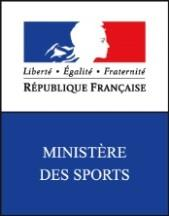 Liberté • Égalité • Fraternité
RÉPUBLIQUE FRANÇAISE
MINISTÈRE
DES SPORTS